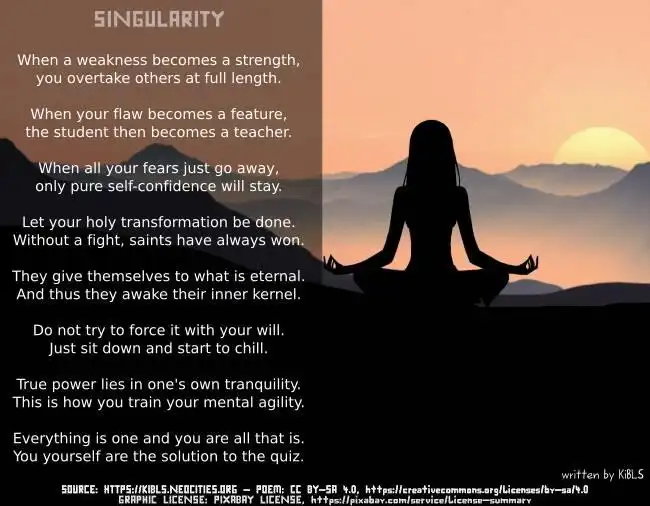 SINGULARITY
When a weakness becomes a strength,
you overtake others at full length.
When your flaw becomes a feature,
the student then becomes a teacher.
When all your fears just go away,
only pure self-confidence will stay.
Let your holy transformation be done.
Without a fight, saints have always won.
They give themselves to what is eternal.
And thus they awake their inner kernel.
Do not try to force it with your will.
Just sit down and start to chill.
True power lies in one's own tranquility.
This is how you train your mental agility.
Everything is one and you are all that is.
You yourself are the solution to the quiz.
written by KiBLS
SOURCE: HTTPS://KIBLS.NEOCITIES.ORG – POEM: CC BY-SA 4.0, https://creativecommons.org/licenses/by-sa/4.0
GRAPHIC LICENSE: PIXABAY LICENSE, https://pixabay.com/service/license-summary